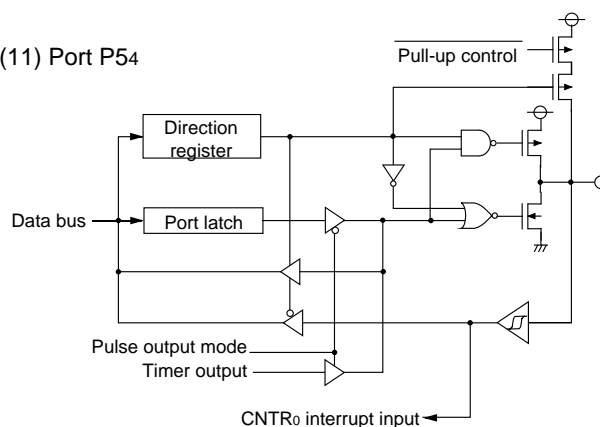 (11) Port P54
Pull-up control
Direction
register
Data bus
Port latch
Pulse output mode
Timer output
CNTR0 interrupt input